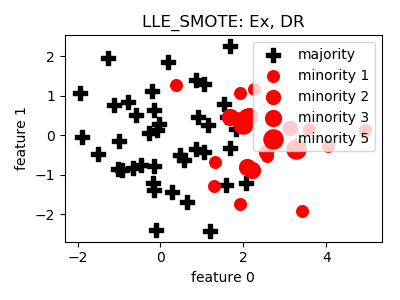 LLE_SMOTE: Ex, DR
majority
minority 1
minority 2
minority 3
minority 5
feature 1
2
1
0
−1
−2
−2
0
2
4
feature 0